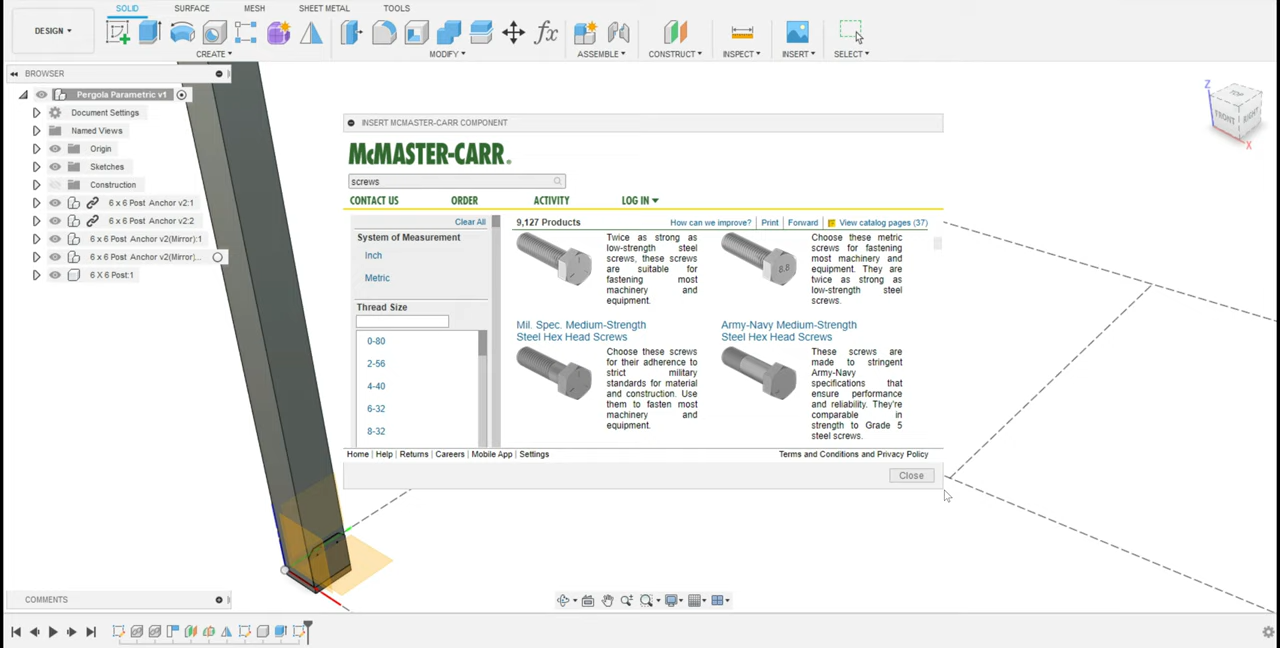 SOLID
SURFACE
MESH
SHEET METAL
TOOLS
DESIGN
CREATE
MODIFY
ASSEMBLE
CONSTRUCT
INSPECT
INSERT
SELECT
BROWSER
Pergola Parametric v1
Document Settings
Named Views
Origin
Sketches
Construction
6 x 6 Post Anchor v2:1
6 x 6 Post Anchor v2:2
6 x 6 Post Anchor v2(Mirror):1
6 x 6 Post Anchor v2(Mirror)...
6 X 6 Post:1
INSERT MCMASTER-CARR COMPONENT
McMASTER-CARR.
screws
CONTACT US
ORDER
ACTIVITY
LOG IN
Clear All
System of Measurement
Inch
Metric
Thread Size
0-80
2-56
4-40
6-32
8-32
9,127 Products
How can we improve?
Print
Forward
View catalog pages (37)
Twice as strong as
low-strength steel
screws, these screws
are suitable for
fastening most
machinery and
equipment.
Choose these metric
screws for fastening
most machinery and
equipment. They are
twice as strong as
low-strength steel
screws.
8.8
Mil. Spec. Medium-Strength
Steel Hex Head Screws
Choose these screws
for their adherence to
strict military
standards for material
and construction. Use
them to fasten most
machinery and
equipment.
Army-Navy Medium-Strength
Steel Hex Head Screws
These screws are
made to stringent
Army-Navy
specifications that
ensure performance
and reliability. They're
comparable in
strength to Grade 5
steel screws.
Home | Help | Returns | Careers | Mobile App | Settings
Terms and Conditions and Privacy Policy
Close
Z
TOP
FRONT
RIGHT
X
COMMENTS